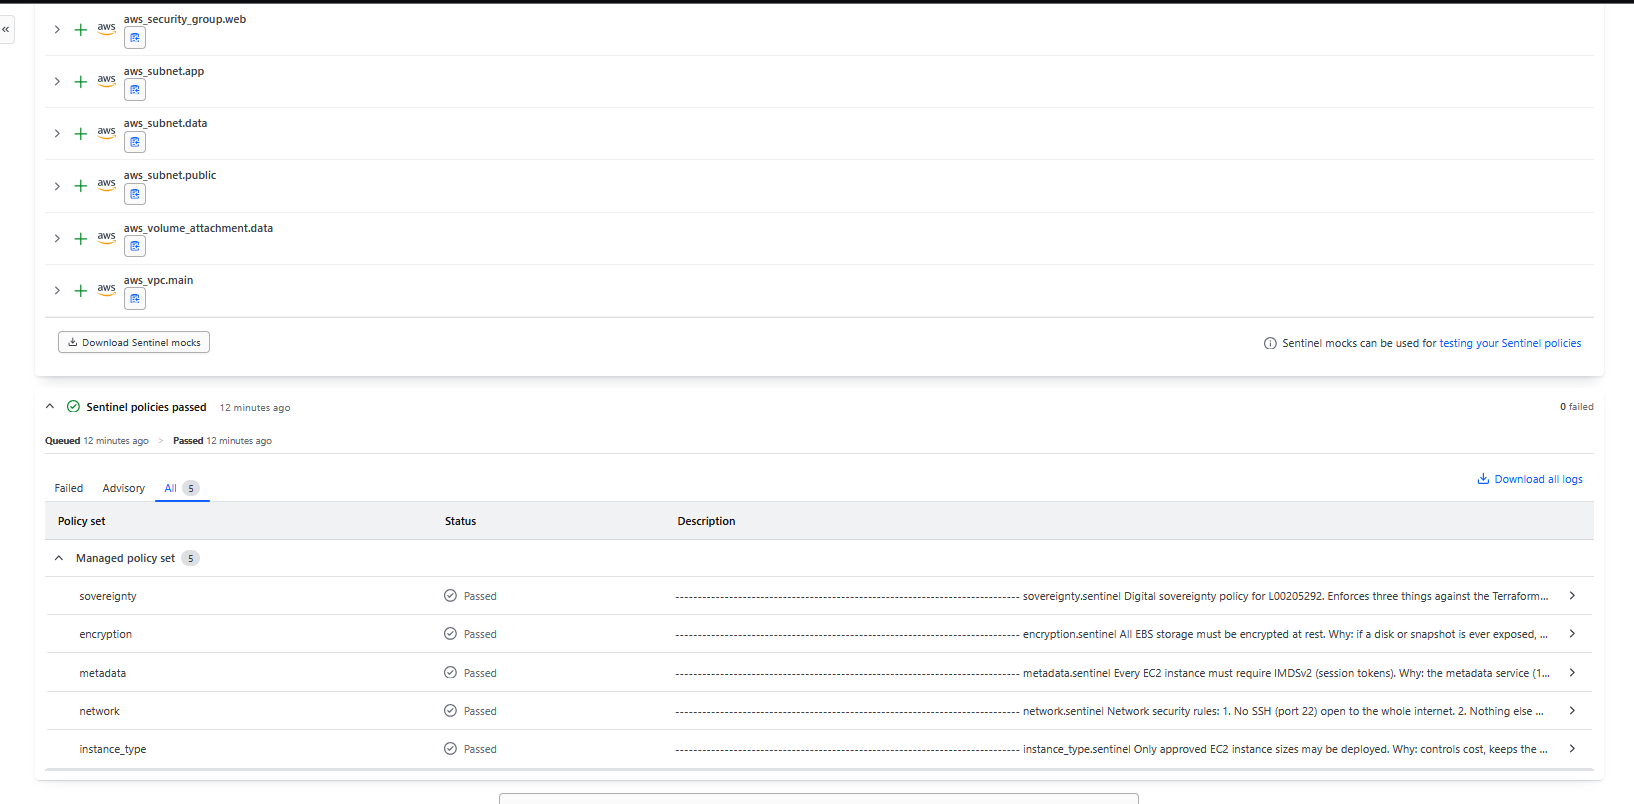 «
aws aws_security_group.web
aws aws_subnet.app
aws aws_subnet.data
aws aws_subnet.public
aws aws_volume_attachment.data
aws aws_vpc.main
Download Sentinel mocks
Sentinel mocks can be used for testing your Sentinel policies
Sentinel policies passed 12 minutes ago 0 failed
Queued 12 minutes ago > Passed 12 minutes ago
Failed Advisory All 5 Download all logs
Policy set Status Description
Managed policy set 5
sovereignty Passed ------------------------------------------------------------------------------ sovereignty.sentinel Digital sovereignty policy for L00205292. Enforces three things against the Terraform...
encryption Passed ------------------------------------------------------------------------------ encryption.sentinel All EBS storage must be encrypted at rest. Why: if a disk or snapshot is ever exposed, ...
metadata Passed ------------------------------------------------------------------------------ metadata.sentinel Every EC2 instance must require IMDSv2 (session tokens). Why: the metadata service (1...
network Passed ------------------------------------------------------------------------------ network.sentinel Network security rules: 1. No SSH (port 22) open to the whole internet. 2. Nothing else ...
instance_type Passed ------------------------------------------------------------------------------ instance_type.sentinel Only approved EC2 instance sizes may be deployed. Why: controls cost, keeps the ...